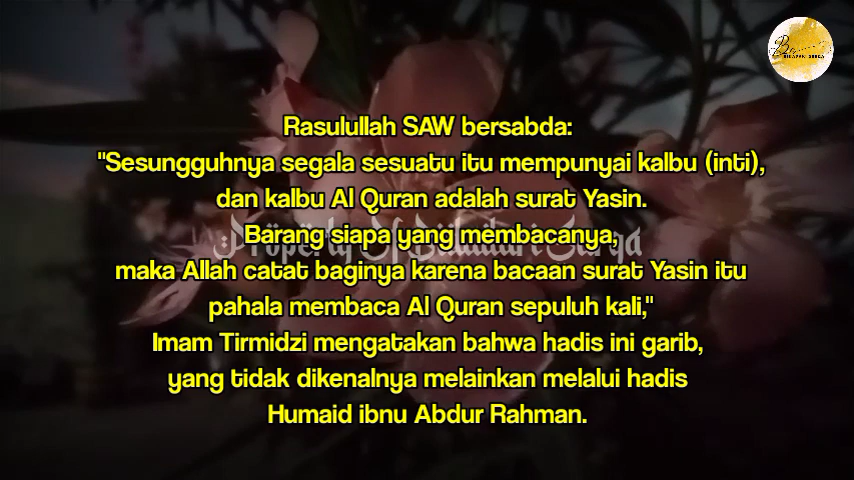 Rasulullah SAW bersabda:
"Sesungguhnya segala sesuatu itu mempunyai kalbu (inti),
dan kalbu Al Quran adalah surat Yasin.
Barang siapa yang membacanya,
maka Allah catat baginya karena bacaan surat Yasin itu
pahala membaca Al Quran sepuluh kali,"
Imam Tirmidzi mengatakan bahwa hadis ini garib,
yang tidak dikenalnya melainkan melalui hadis
Humaid ibnu Abdur Rahman.